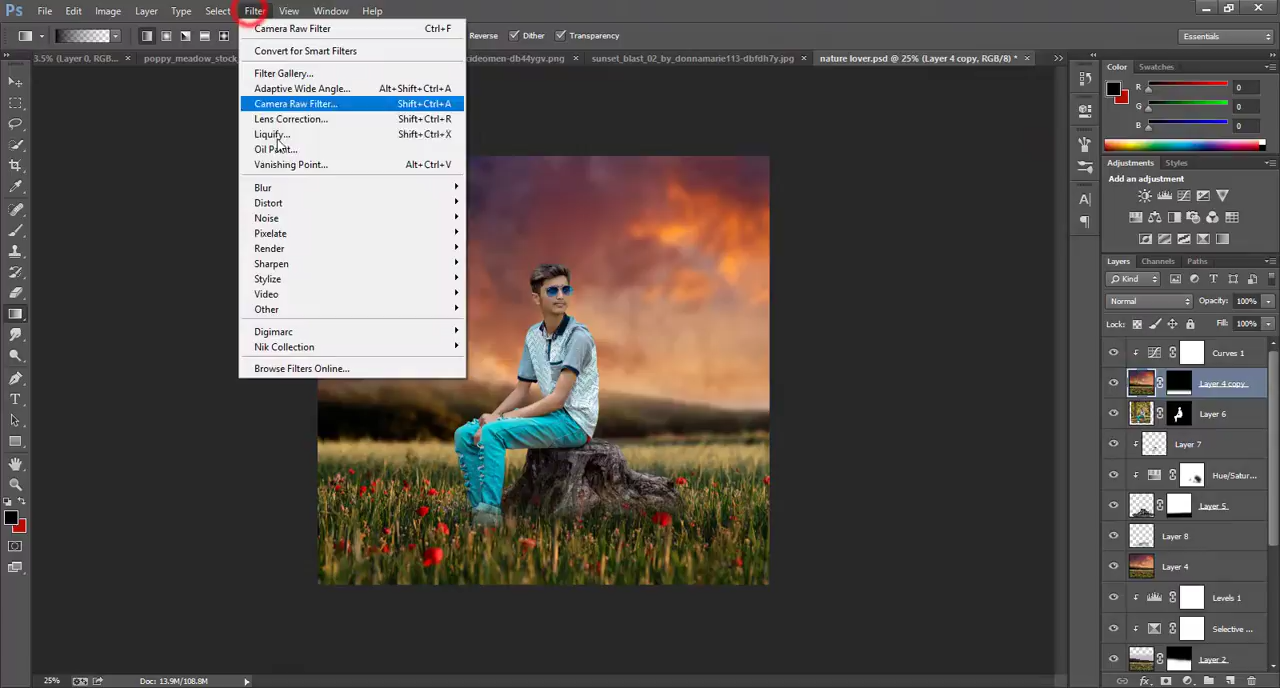 Ps File Edit Image Layer Type Select Filter View Window Help
Reverse Dither Transparency Essentials
3.5% (Layer 0, RGB/8) poppy_meadow_stock cideomen-db44ygv.png × sunset_blast_02_by_donnamarie113-dbfdh7y.jpg × nature lover.psd @ 25% (Layer 4 copy, RGB/8) * ×
Camera Raw Filter Ctrl+F
Convert for Smart Filters
Filter Gallery...
Adaptive Wide Angle... Alt+Shift+Ctrl+A
Camera Raw Filter... Shift+Ctrl+A
Lens Correction... Shift+Ctrl+R
Liquify... Shift+Ctrl+X
Oil Paint...
Vanishing Point... Alt+Ctrl+V
Blur
Distort
Noise
Pixelate
Render
Sharpen
Stylize
Video
Other
Digimarc
Nik Collection
Browse Filters Online...
Color Swatches
R 0
G 0
B 0
Adjustments Styles
Add an adjustment
Layers Channels Paths
Kind
Normal Opacity: 100%
Lock: Fill: 100%
Curves 1
Layer 4 copy
Layer 6
Layer 7
Hue/Satur...
Layer 5
Layer 8
Layer 4
Levels 1
Selective ...
Layer 2
25% Doc: 13.9M/108.8M